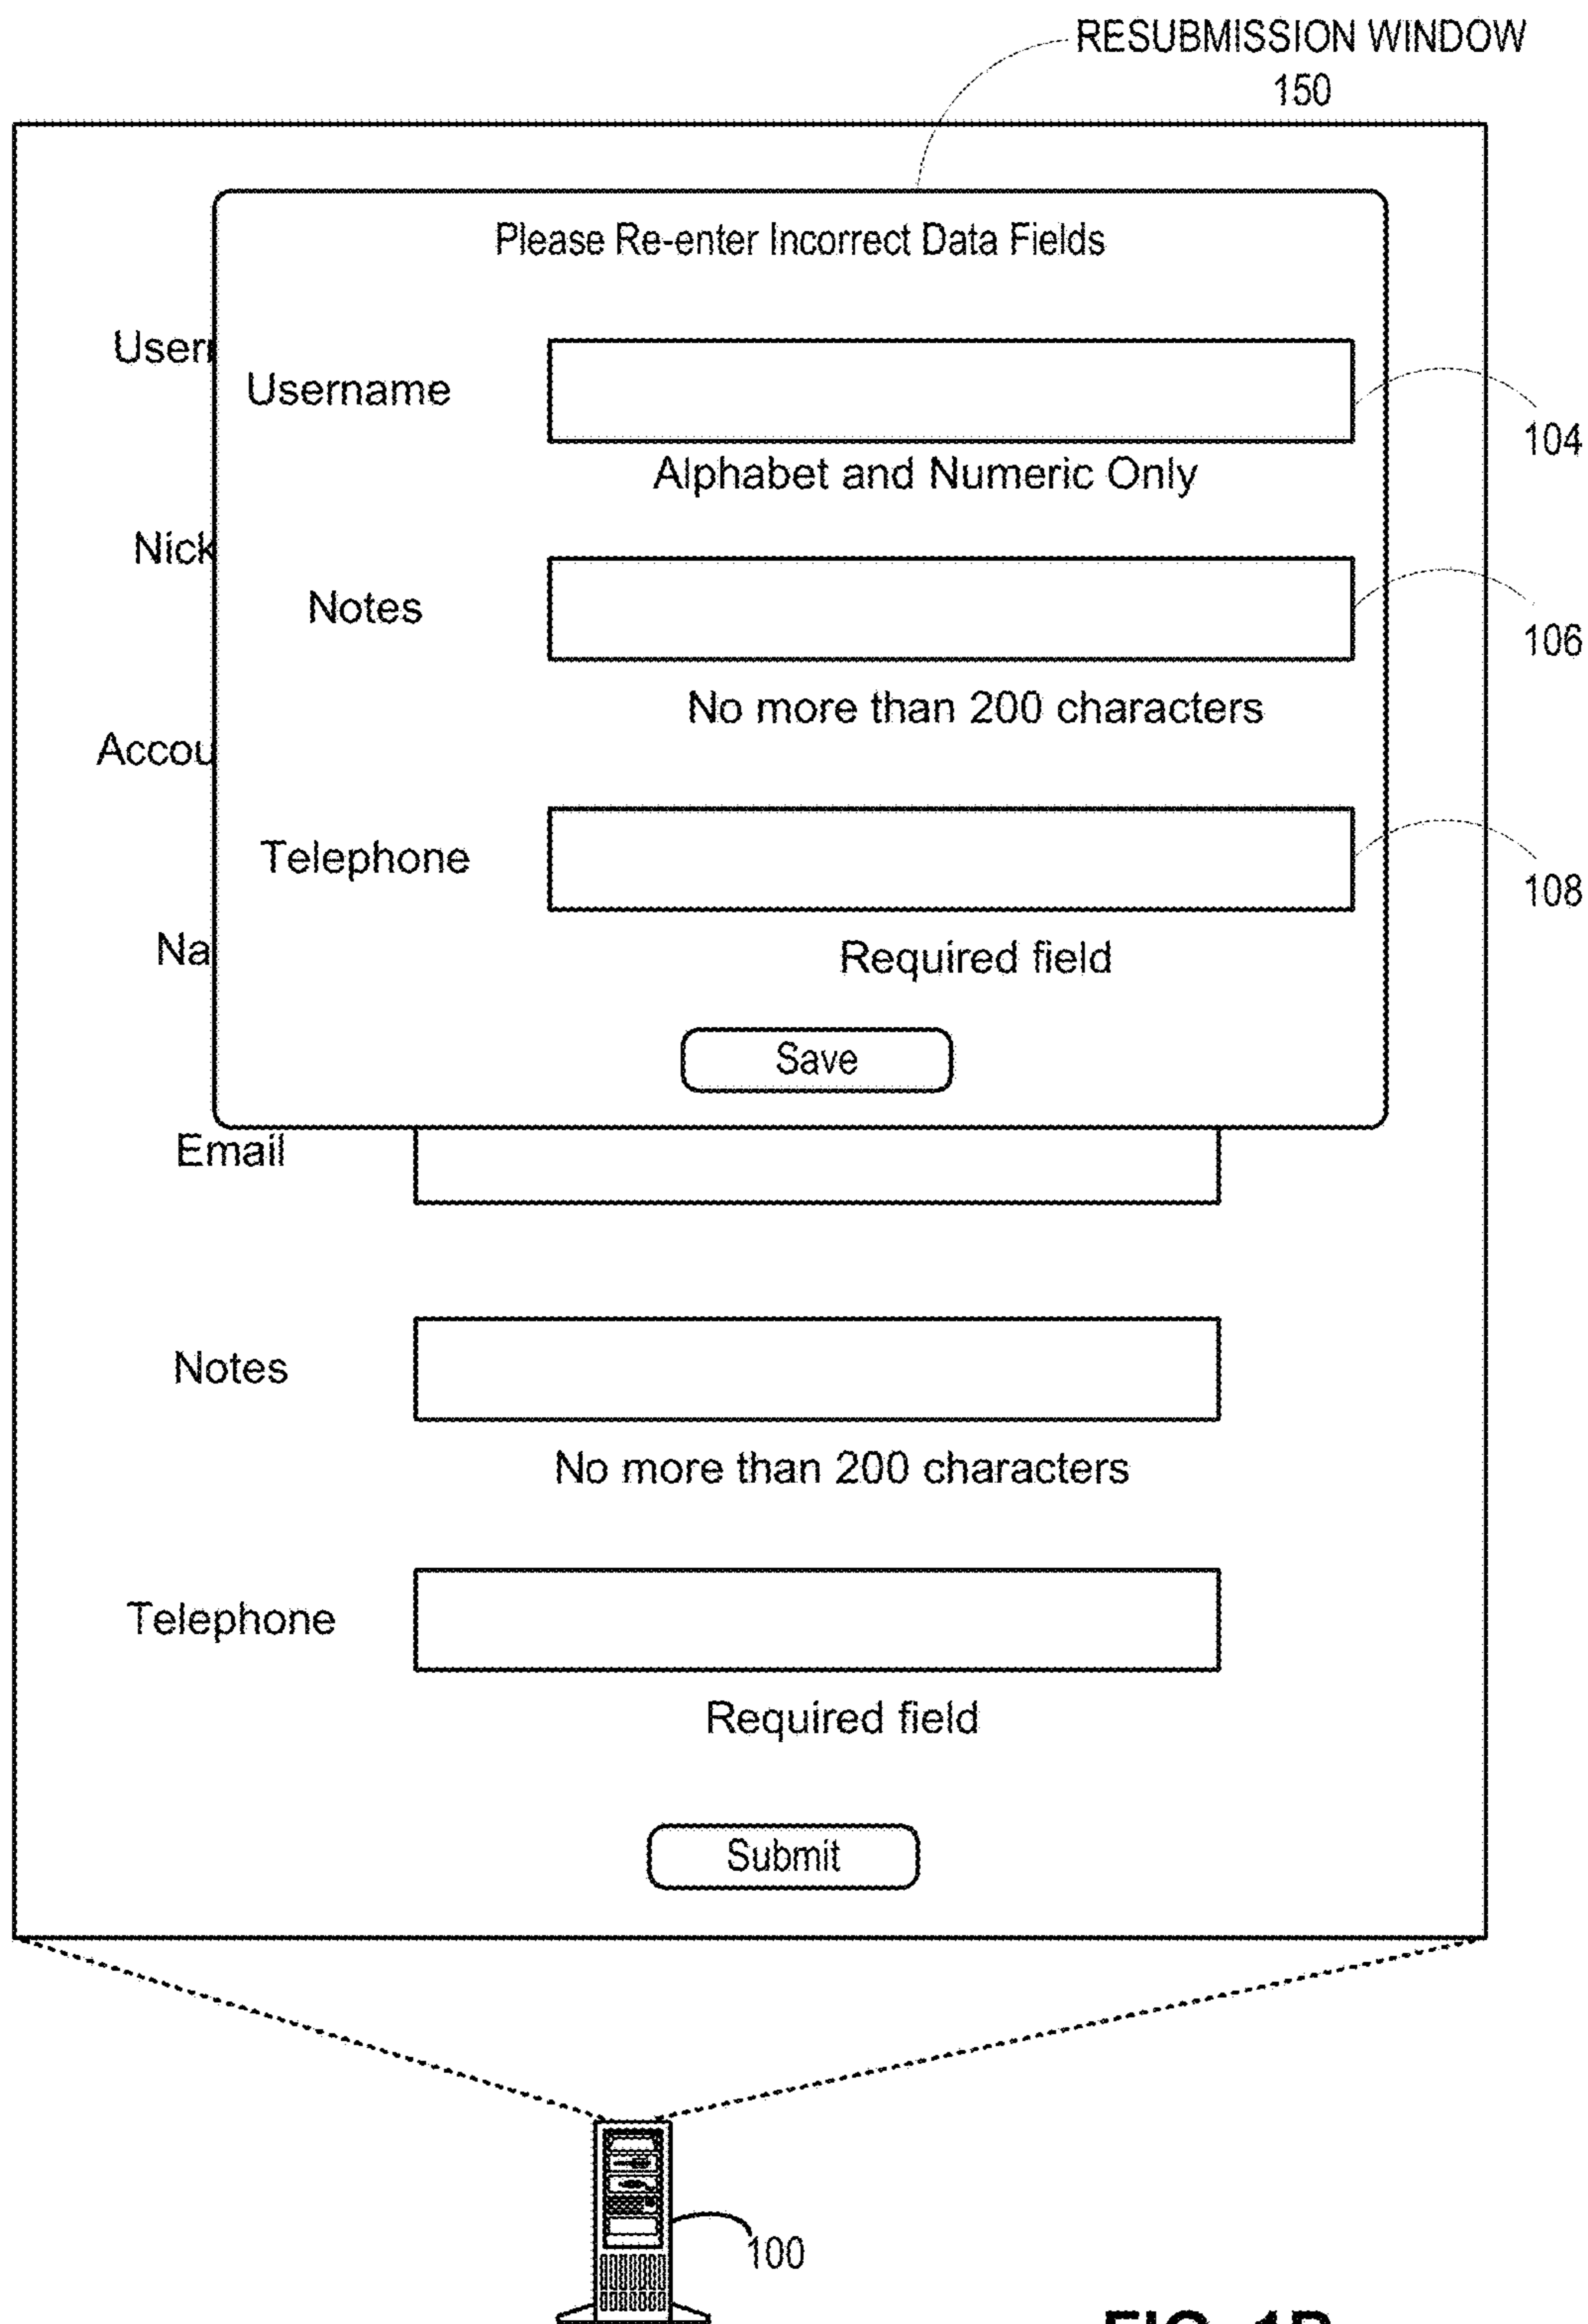 RESUBMISSION WINDOW
150
Please Re-enter Incorrect Data Fields
Username
104
Alphabet and Numeric Only
Nick
Notes
106
No more than 200 characters
Accou
Telephone
108
Na
Required field
Save
Email
Notes
No more than 200 characters
Telephone
Required field
Submit
100